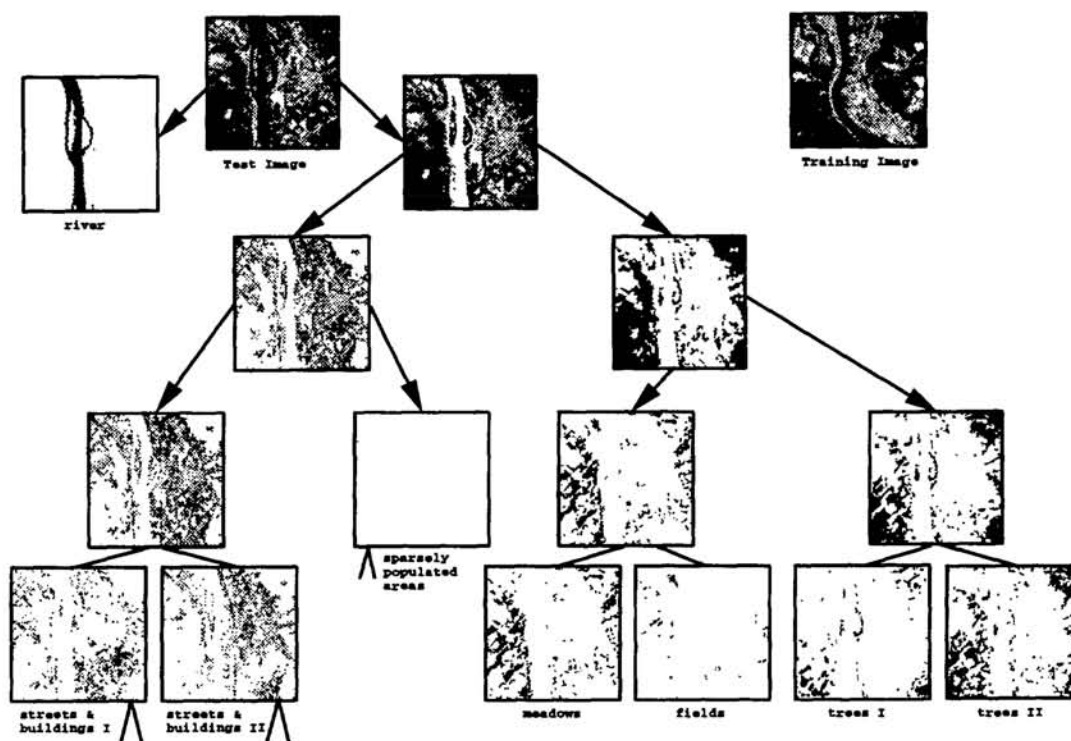 Test Image
Training Image
river
sparsely
populated
areas
streets &
buildings I
streets &
buildings II
meadows
fields
trees I
trees II